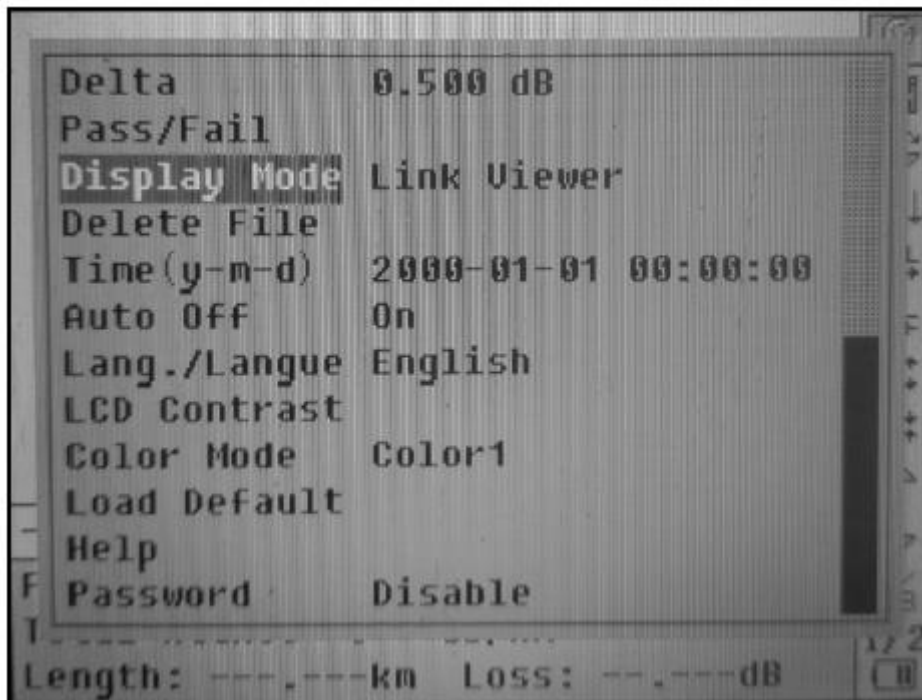 Delta 0.500 dB
Pass/Fail
Display Mode Link Viewer
Delete File
Time(y-m-d) 2000-01-01 00:00:00
Auto Off On
Lang./Langue English
LCD Contrast
Color Mode Color1
Load Default
Help
Password Disable
Length: ---.---km Loss: --.---dB